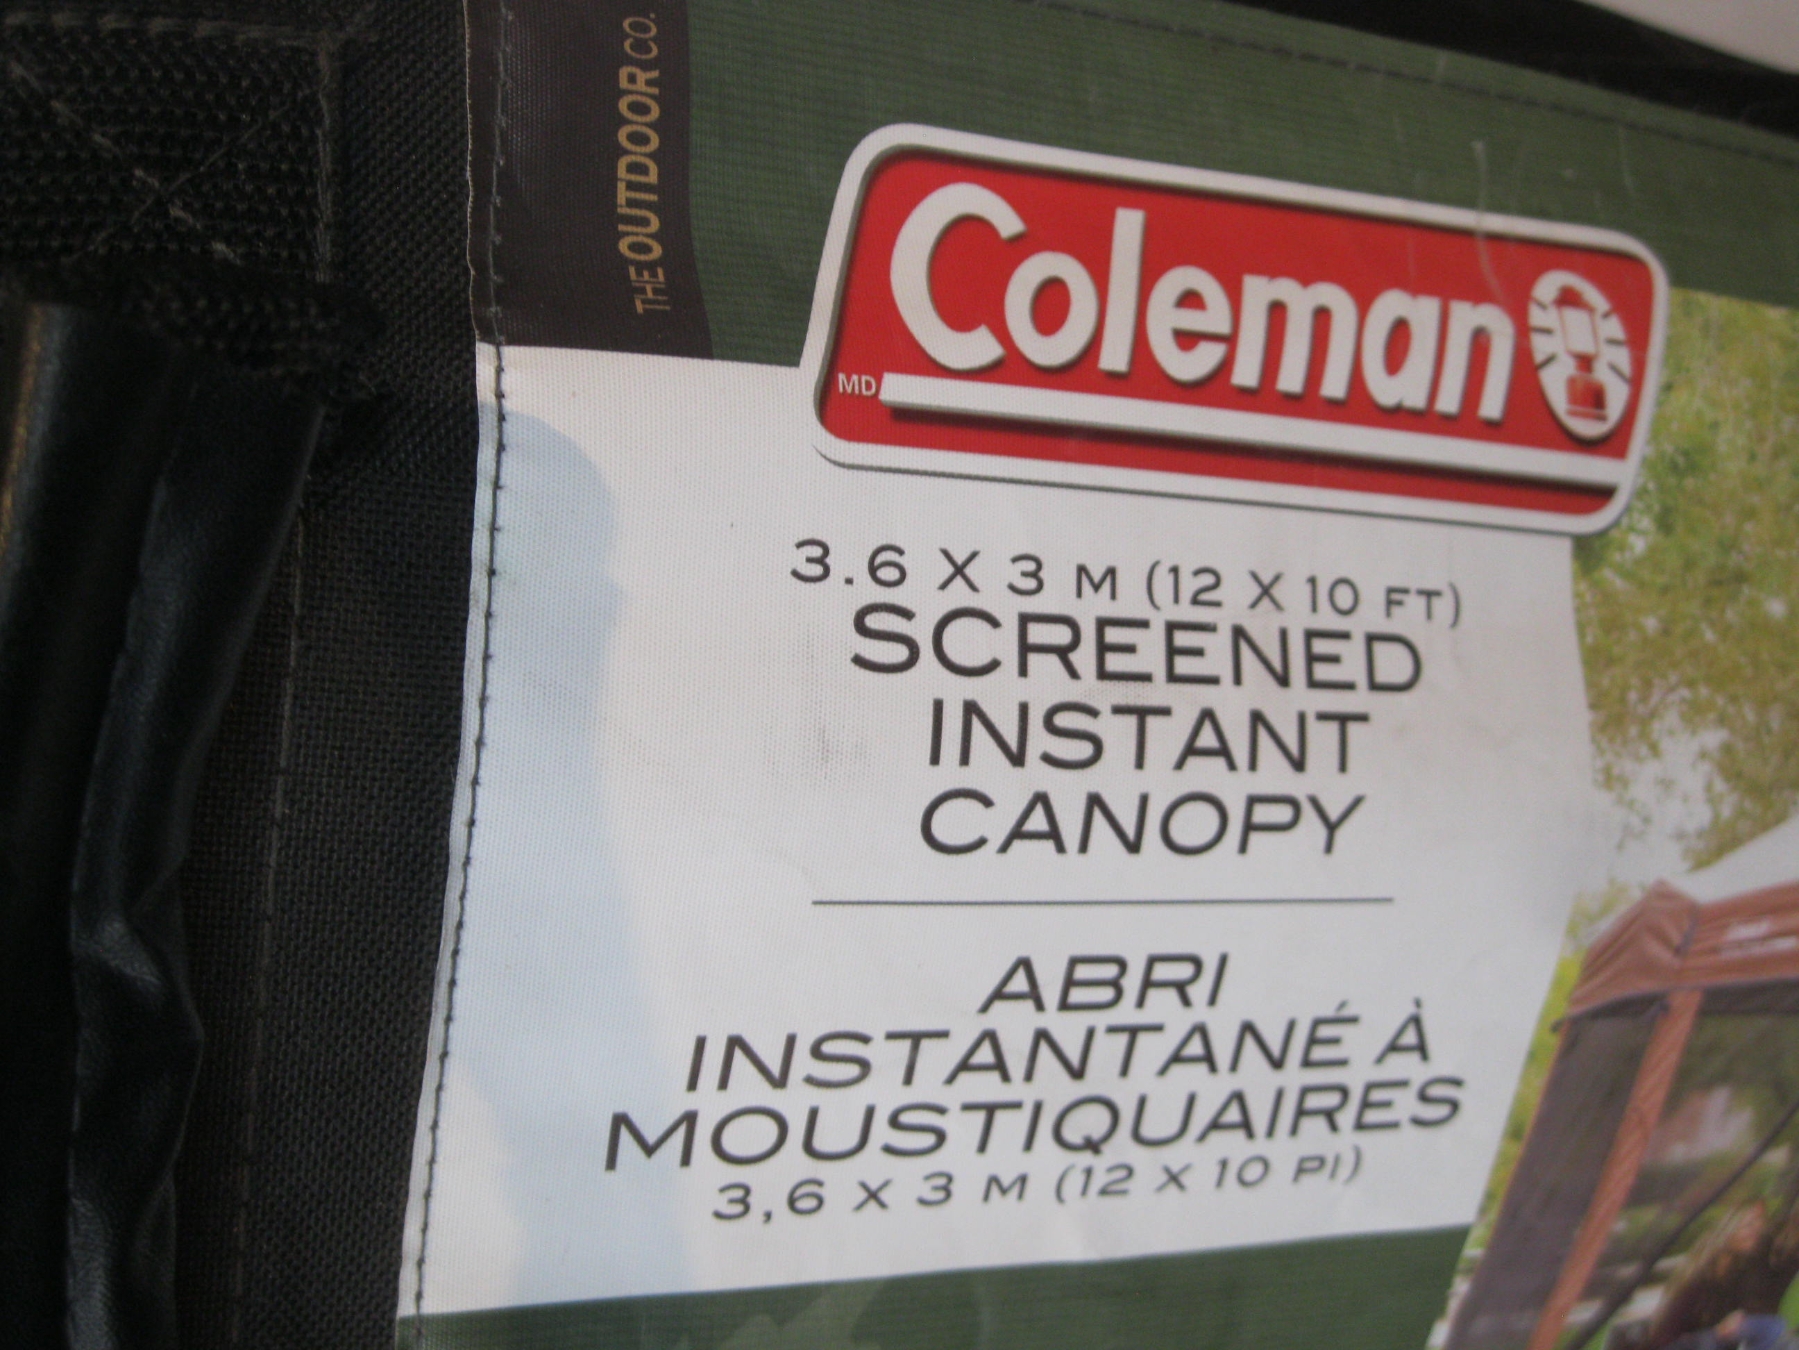 THE OUTDOOR CO.
Coleman
MD
3.6 X 3 M (12 X 10 FT)
SCREENED
INSTANT
CANOPY
ABRI
INSTANTANÉ À
MOUSTIQUAIRES
3,6 X 3 M (12 X 10 PI)